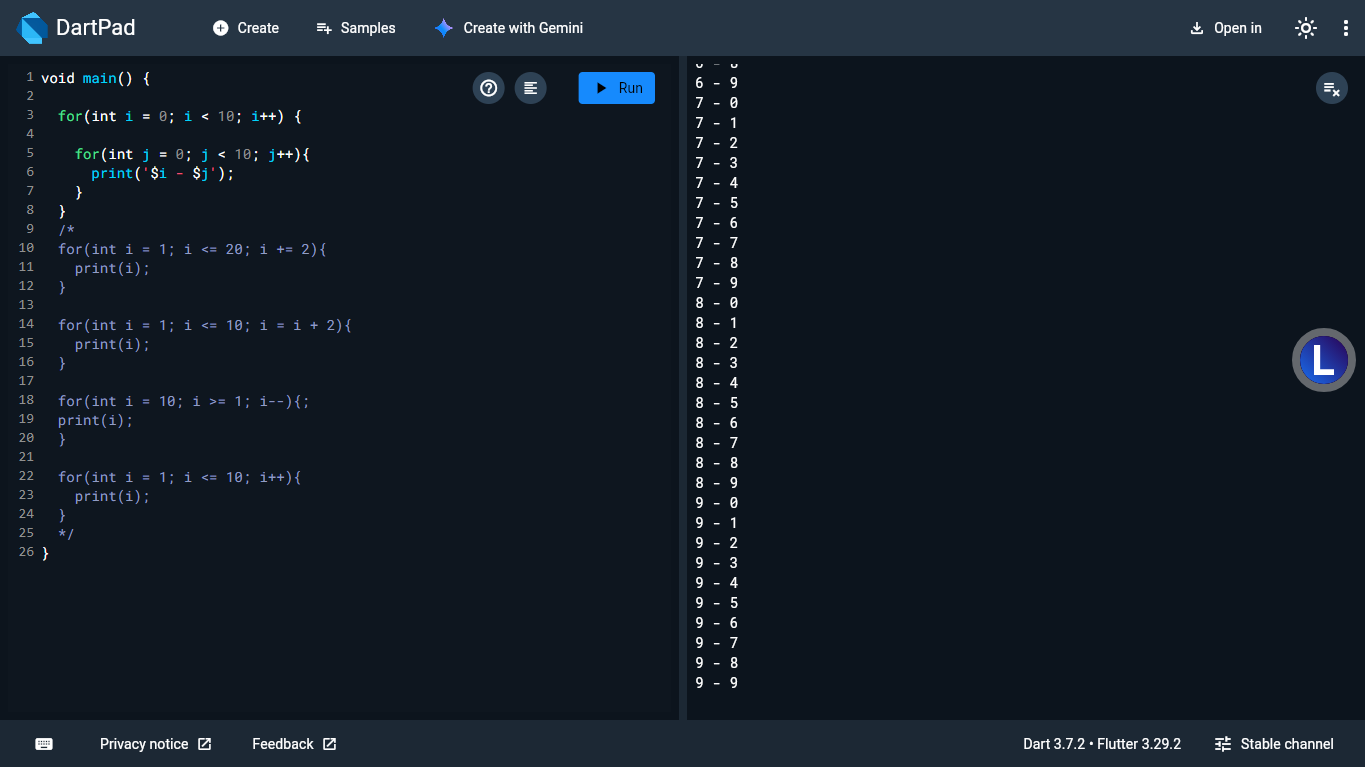 DartPad
Create
Samples
Create with Gemini
Open in
Run
1 void main() {
2
3   for(int i = 0; i < 10; i++) {
4
5     for(int j = 0; j < 10; j++){
6       print('$i - $j');
7     }
8   }
9   /*
10   for(int i = 1; i <= 20; i += 2){
11     print(i);
12   }
13
14   for(int i = 1; i <= 10; i = i + 2){
15     print(i);
16   }
17
18   for(int i = 10; i >= 1; i--){;
19   print(i);
20   }
21
22   for(int i = 1; i <= 10; i++){
23     print(i);
24   }
25   */
26 }
6 - 9
7 - 0
7 - 1
7 - 2
7 - 3
7 - 4
7 - 5
7 - 6
7 - 7
7 - 8
7 - 9
8 - 0
8 - 1
8 - 2
8 - 3
8 - 4
8 - 5
8 - 6
8 - 7
8 - 8
8 - 9
9 - 0
9 - 1
9 - 2
9 - 3
9 - 4
9 - 5
9 - 6
9 - 7
9 - 8
9 - 9
L
Privacy notice
Feedback
Dart 3.7.2 • Flutter 3.29.2
Stable channel